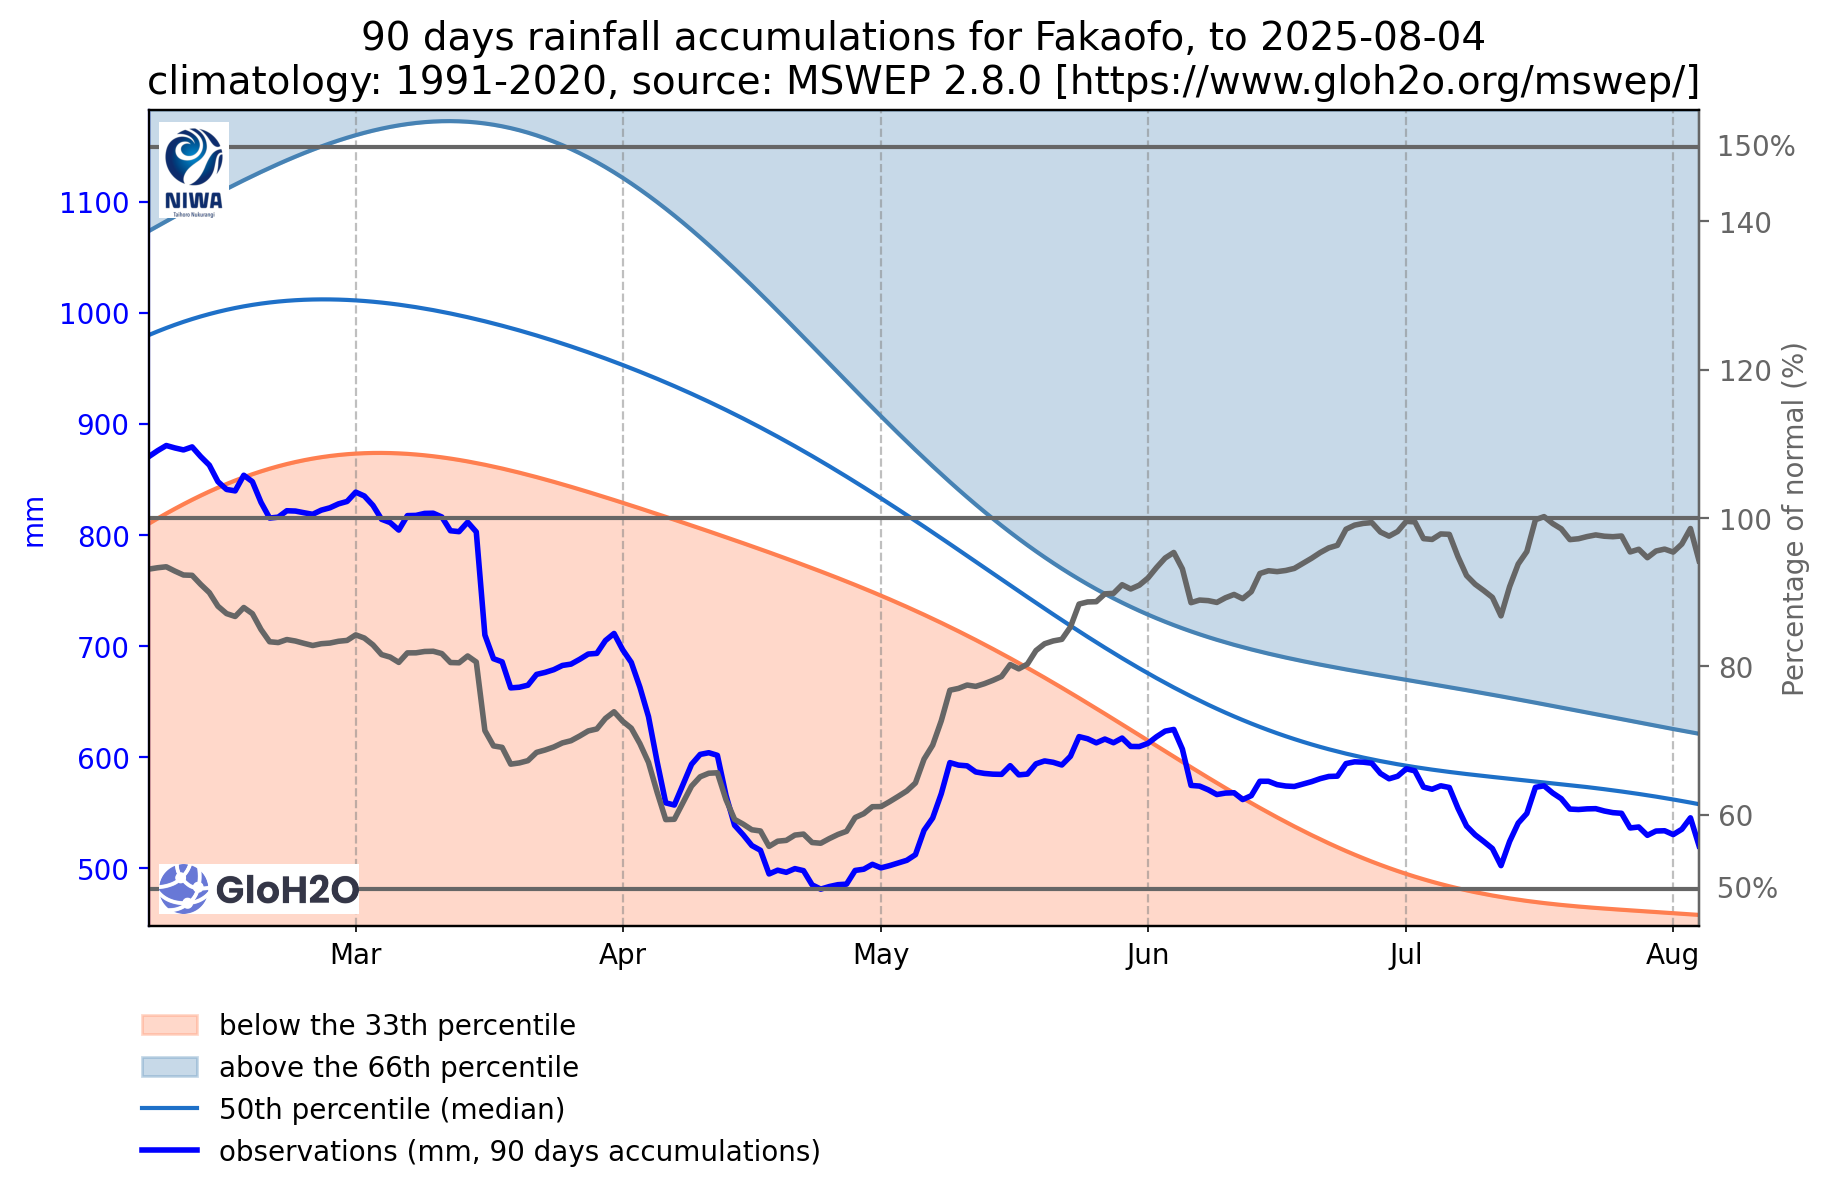 90 days rainfall accumulations for Fakaofo, to 2025-08-04
climatology: 1991-2020, source: MSWEP 2.8.0 [https://www.gloh2o.org/mswep/]
NIWA
Taihoro Nukurangi
1100
1000
900
800
700
600
500
mm
150%
140
120
100
80
60
50%
Percentage of normal (%)
GloH2O
Mar
Apr
May
Jun
Jul
Aug
below the 33th percentile
above the 66th percentile
50th percentile (median)
observations (mm, 90 days accumulations)